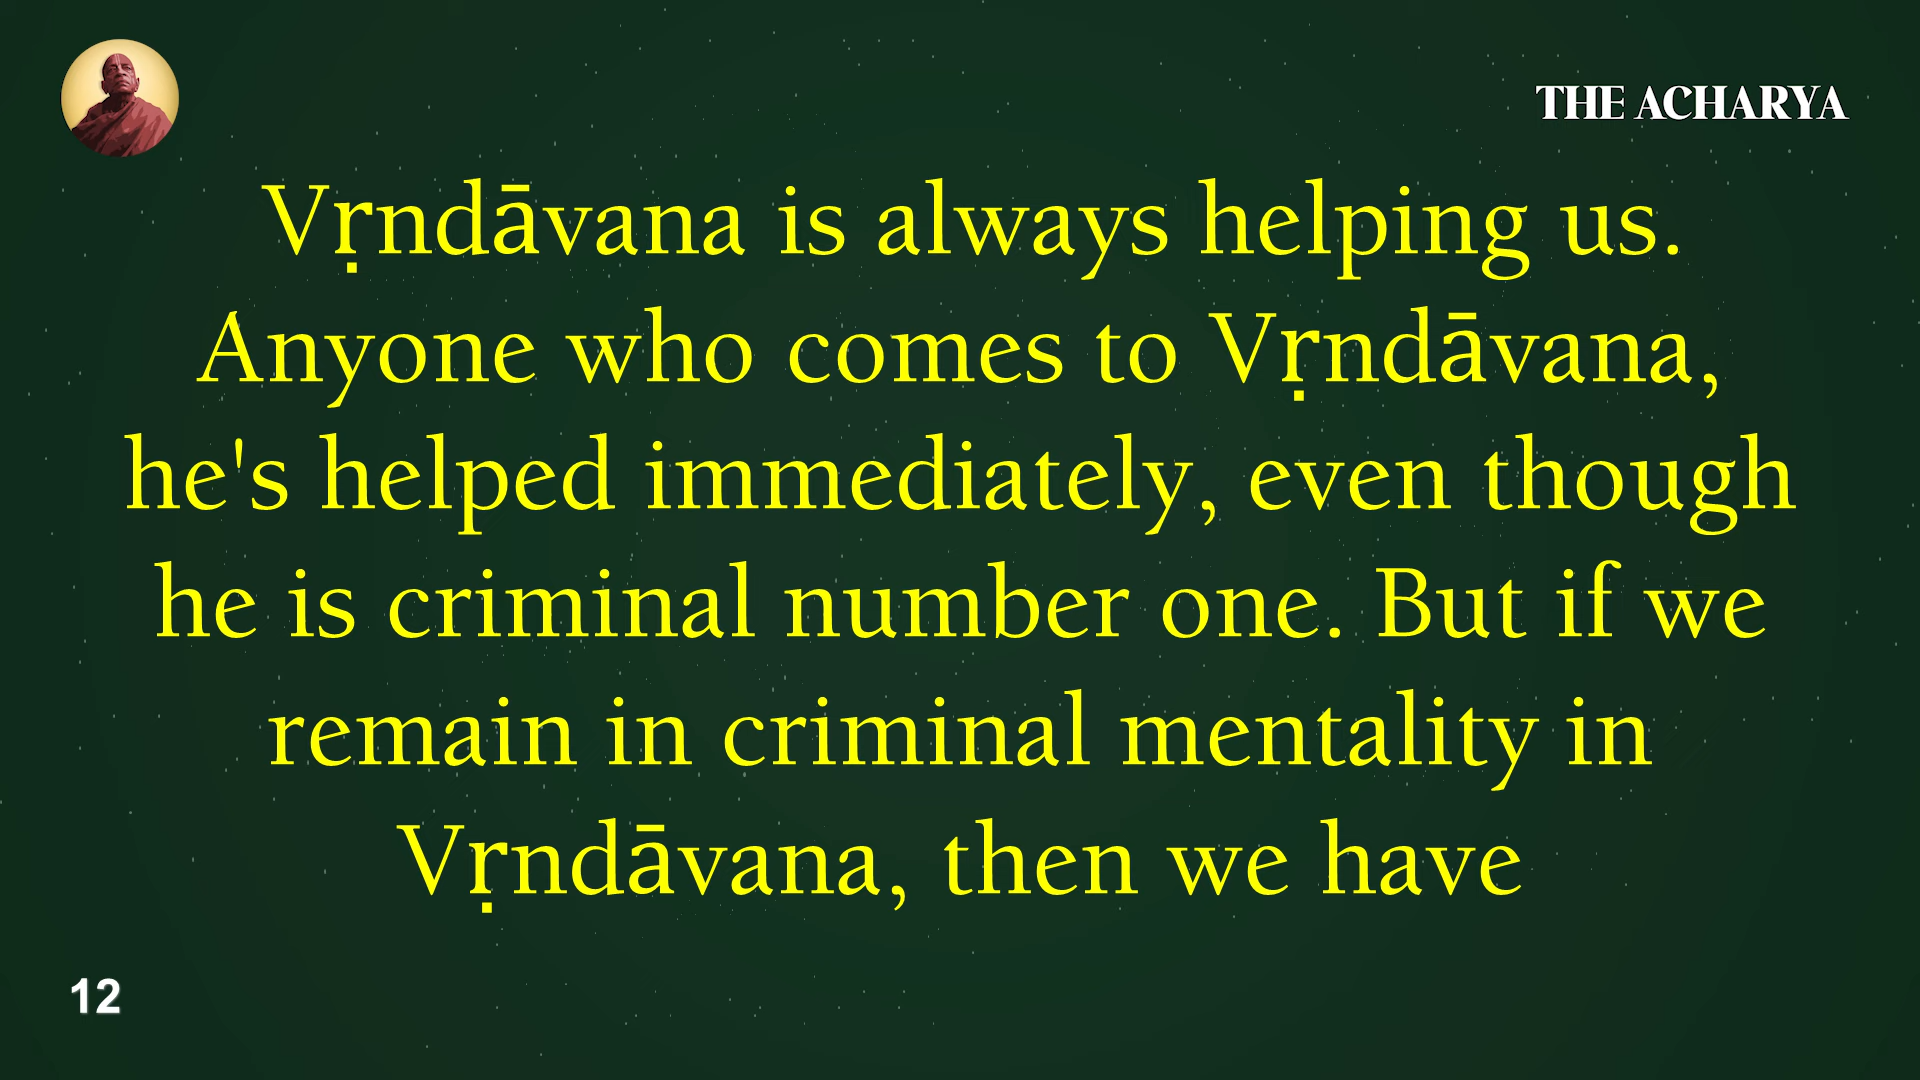 THE ACHARYA
Vṛndāvana is always helping us.
Anyone who comes to Vṛndāvana,
he's helped immediately, even though
he is criminal number one. But if we
remain in criminal mentality in
Vṛndāvana, then we have
12